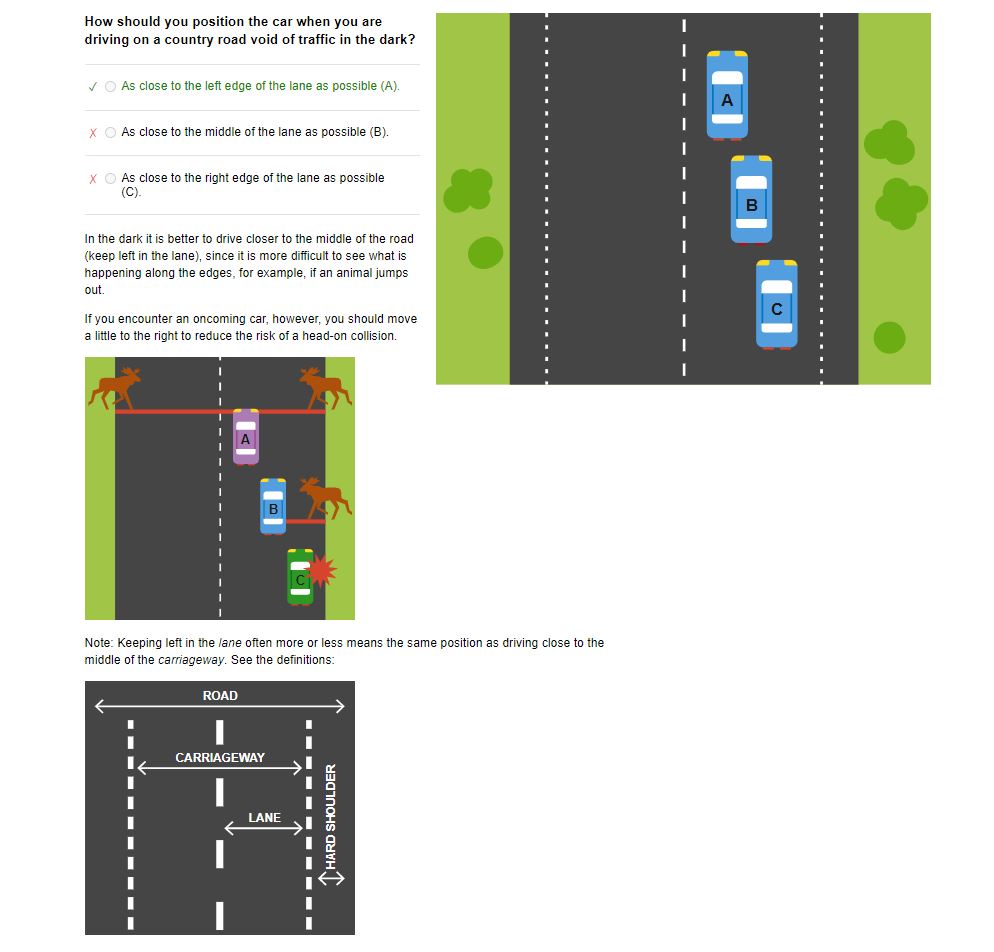 How should you position the car when you are
driving on a country road void of traffic in the dark?
As close to the left edge of the lane as possible (A).
As close to the middle of the lane as possible (B).
As close to the right edge of the lane as possible
(C).
In the dark it is better to drive closer to the middle of the road
(keep left in the lane), since it is more difficult to see what is
happening along the edges, for example, if an animal jumps
out.
If you encounter an oncoming car, however, you should move
a little to the right to reduce the risk of a head-on collision.
A
B
C
A
B
C
Note: Keeping left in the lane often more or less means the same position as driving close to the
middle of the carriageway. See the definitions:
ROAD
CARRIAGEWAY
LANE
HARD SHOULDER